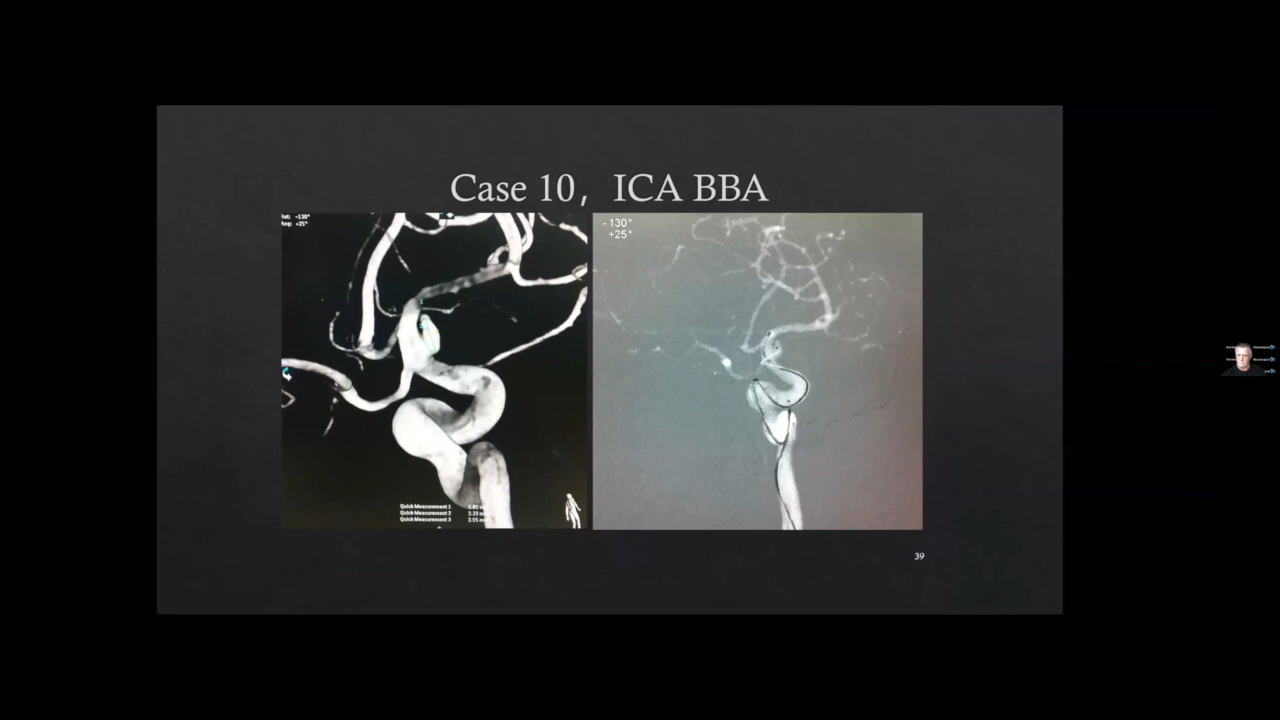 Case 10， ICA BBA
-130°
+25°
-130°
+25°
Quick Measurement 1
Quick Measurement 2
Quick Measurement 3
39